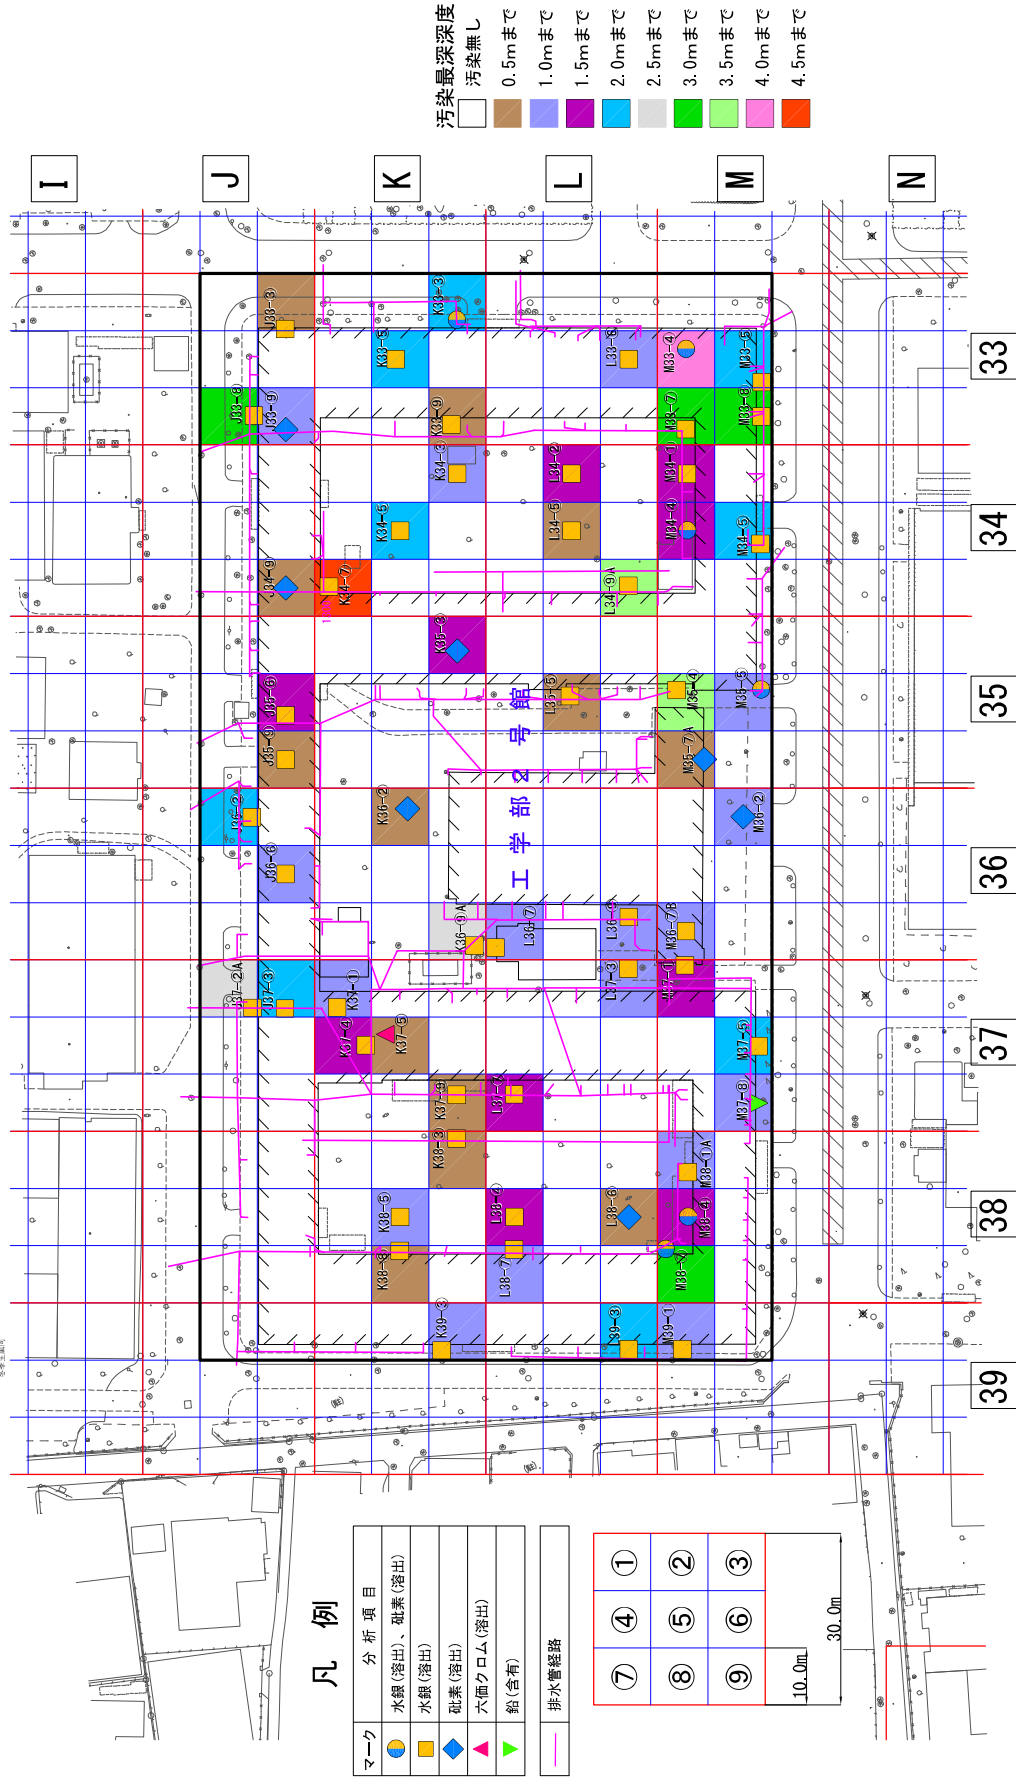 汚染最深深度
汚染無し
0.5mまで
1.0mまで
1.5mまで
2.0mまで
2.5mまで
3.0mまで
3.5mまで
4.0mまで
4.5mまで
I
J
K
L
M
N
33
34
35
36
37
38
39
J33-③
J33-⑧
J33-⑨
J34-⑨
J35-⑥
J35-⑨
J36-②
J36-⑥
J37-②A
J37-③
K33-③
K33-⑤
K33-⑨
K34-③
K34-⑤
K34-⑦
K35-③
K36-②
K36-⑨A
K37-①
K37-④
K37-⑤
K37-⑨
K38-③
K38-⑤
K38-⑧
K39-③
L33-⑥
L34-②
L34-⑤
L34-⑨A
L35-⑤
L36-⑦
L36-⑨
L37-③
L37-⑦
L38-④
L38-⑥
L38-⑦
L39-③
M33-④
M33-⑤
M33-⑦
M33-⑧
M34-①
M34-④
M34-⑤
M35-④
M35-⑤
M35-⑦A
M36-②
M36-⑦B
M37-①
M37-⑤
M37-⑧
M38-①A
M38-④
M38-⑦
M39-①
工学部2号館
凡例
マーク 分析項目
水銀(溶出)、砒素(溶出)
水銀(溶出)
砒素(溶出)
六価クロム(溶出)
鉛(含有)
排水管経路
⑦ ④ ①
⑧ ⑤ ②
⑨ ⑥ ③
10.0m
30.0m